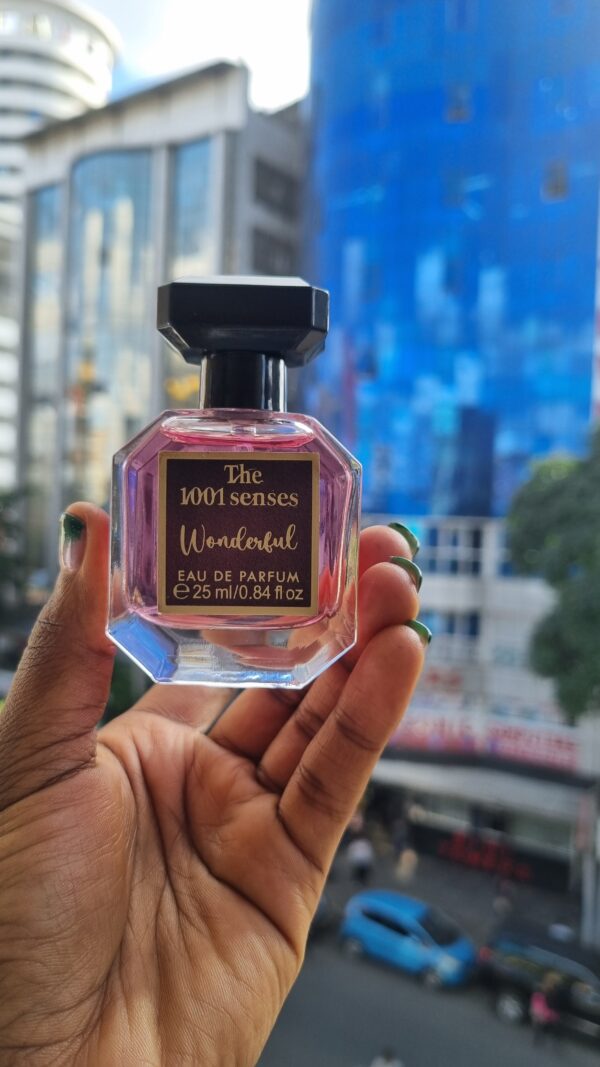 The
1001 senses
Wonderful
EAU DE PARFUM
℮ 25 ml/0.84 fl oz